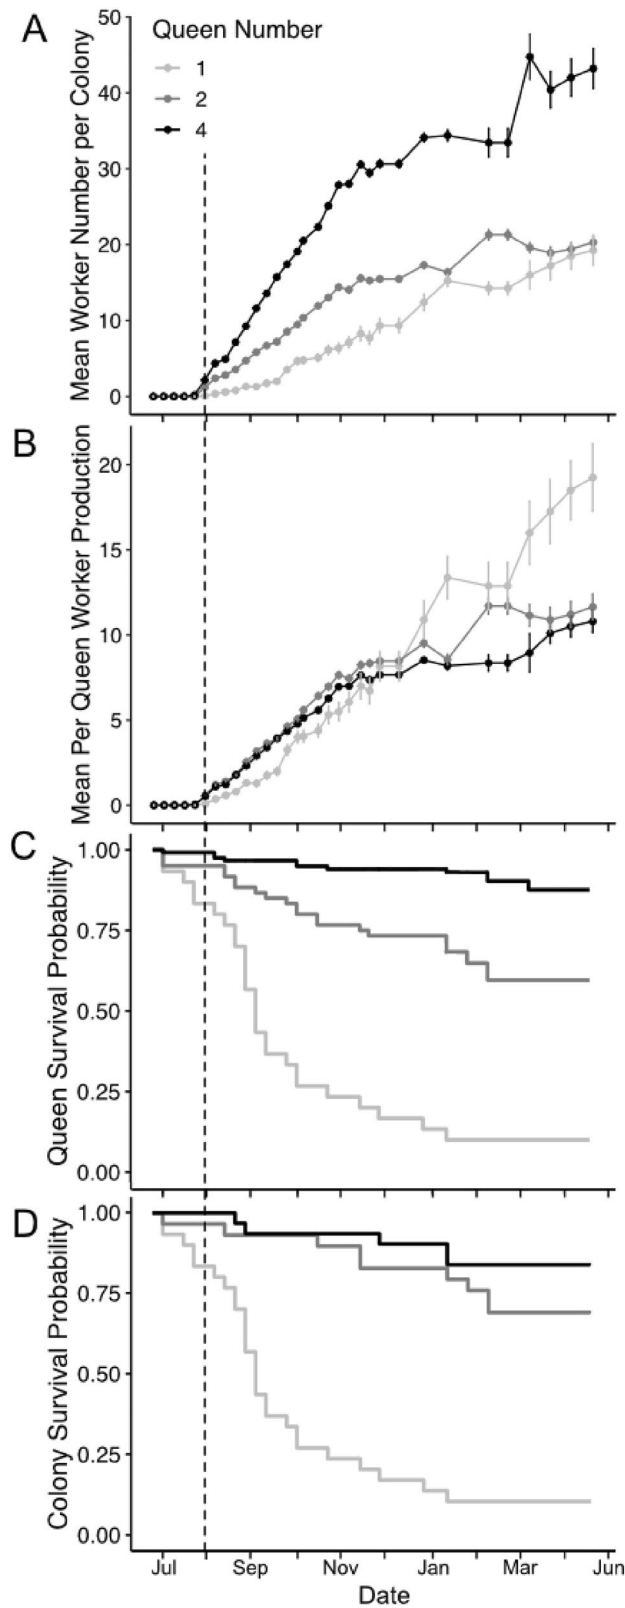 A
Mean Worker Number per Colony
50
40
30
20
10
0
Queen Number
1
2
4
B
Mean Per Queen Worker Production
20
15
10
5
0
C
Queen Survival Probability
1.00
0.75
0.50
0.25
0.00
D
Colony Survival Probability
1.00
0.75
0.50
0.25
0.00
Jul Sep Nov Jan Mar Jun
Date